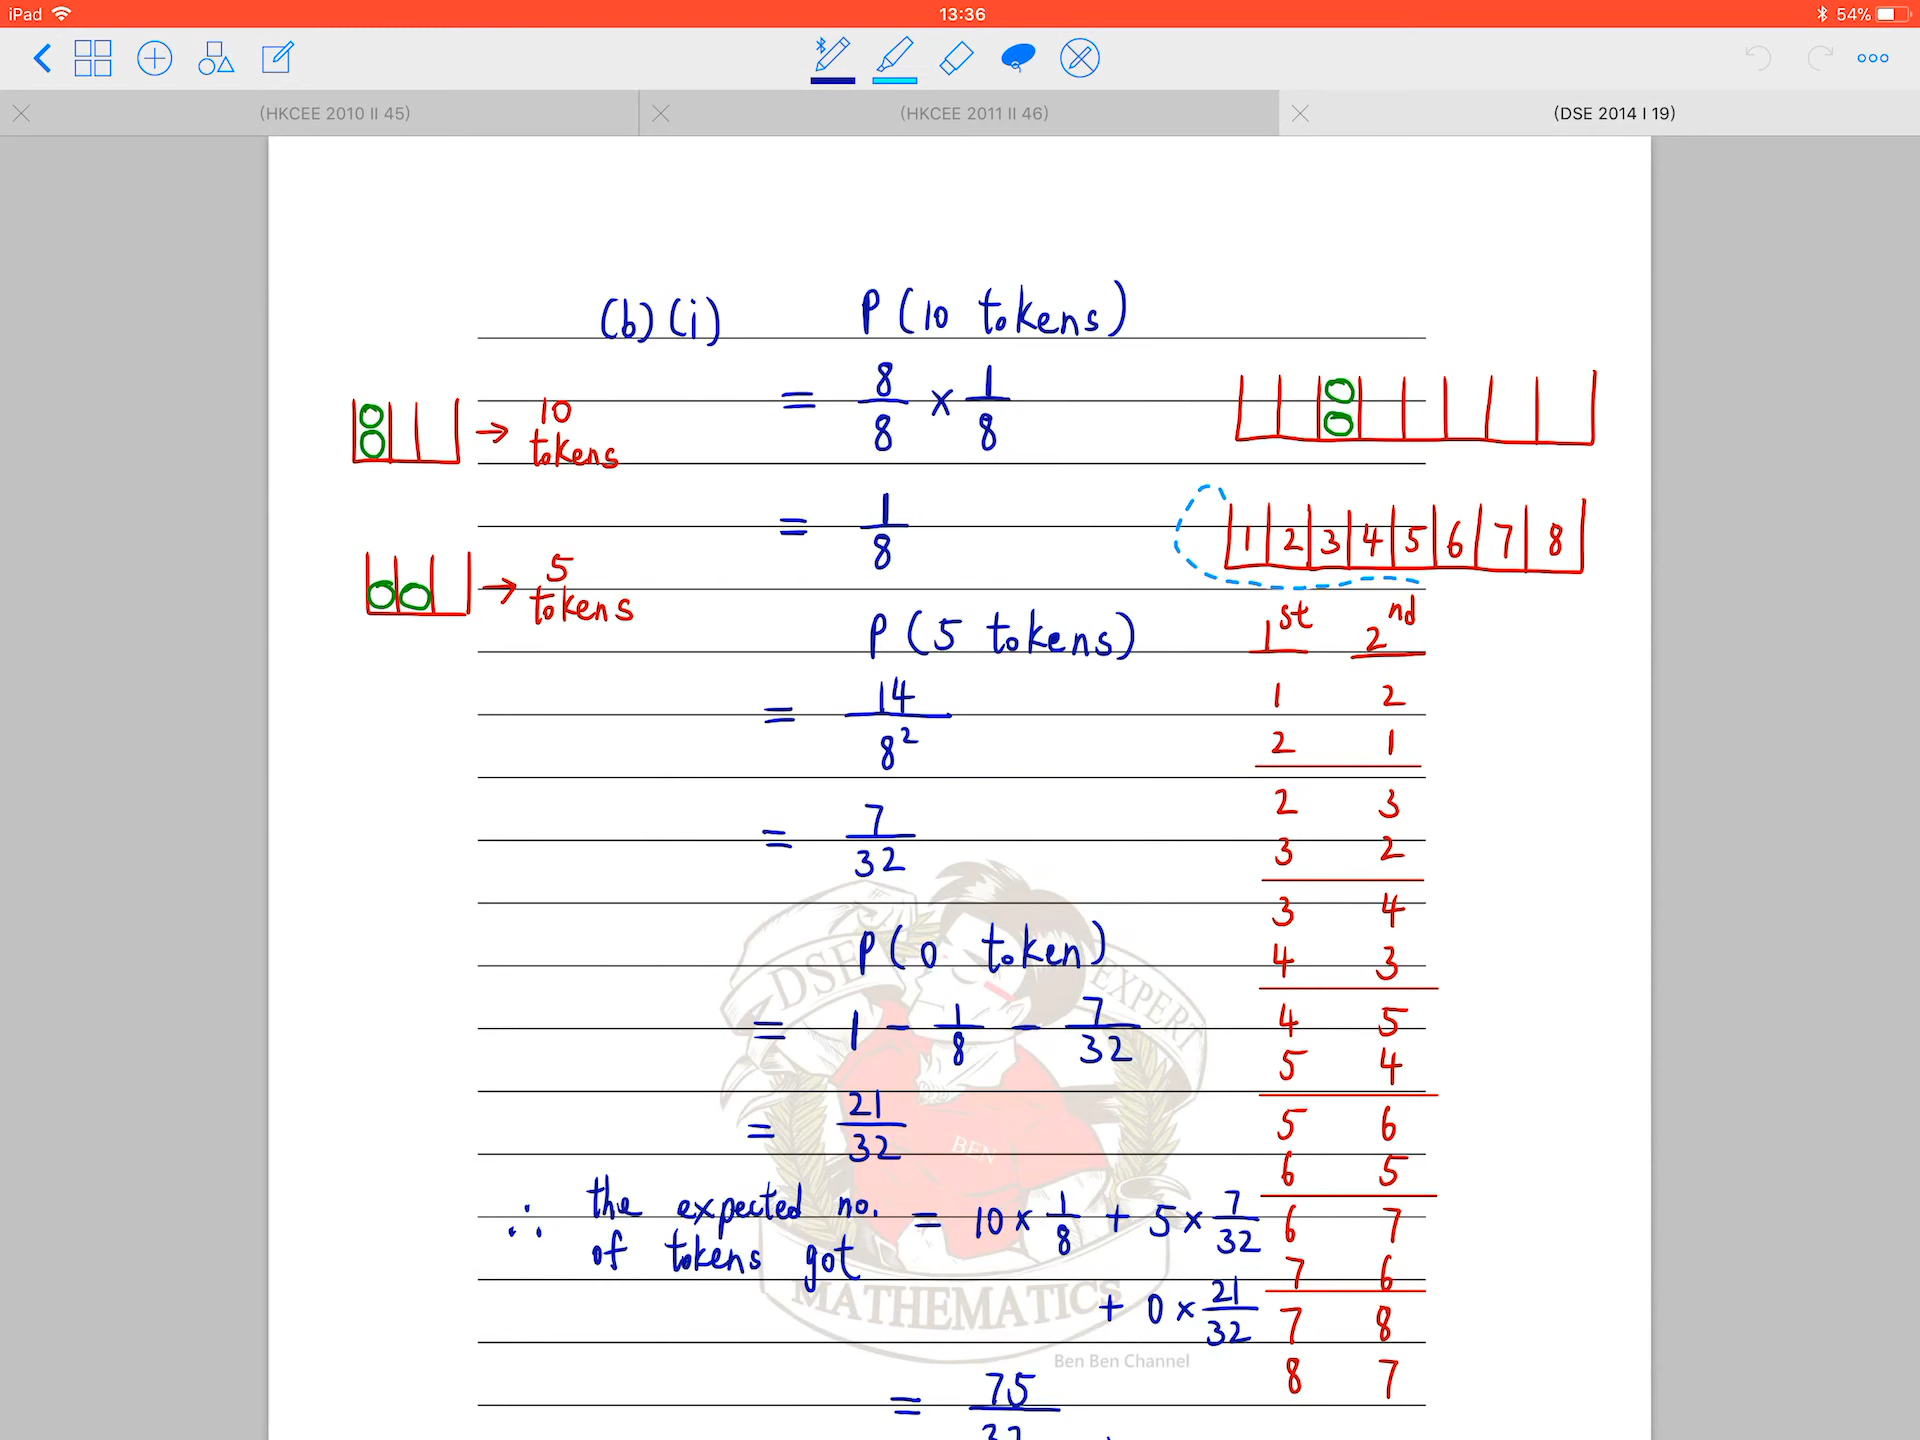 iPad 13:36 54%
(HKCEE 2010 II 45) (HKCEE 2011 II 46) (DSE 2014 I 19)
(b)(i) P(10 tokens)
= 8/8 × 1/8
→ 10 tokens
= 1/8
1 2 3 4 5 6 7 8
→ 5 tokens
P(5 tokens)
= 14/8²
= 7/32
P(0 token)
= 1 − 1/8 − 7/32
= 21/32
∴ the expected no. of tokens got = 10 × 1/8 + 5 × 7/32
+ 0 × 21/32
= 75/32
1st 2nd
1 2
2 1
2 3
3 2
3 4
4 3
4 5
5 4
5 6
6 5
6 7
7 6
7 8
8 7
DSE EXPERT
BEN
MATHEMATICS
Ben Ben Channel